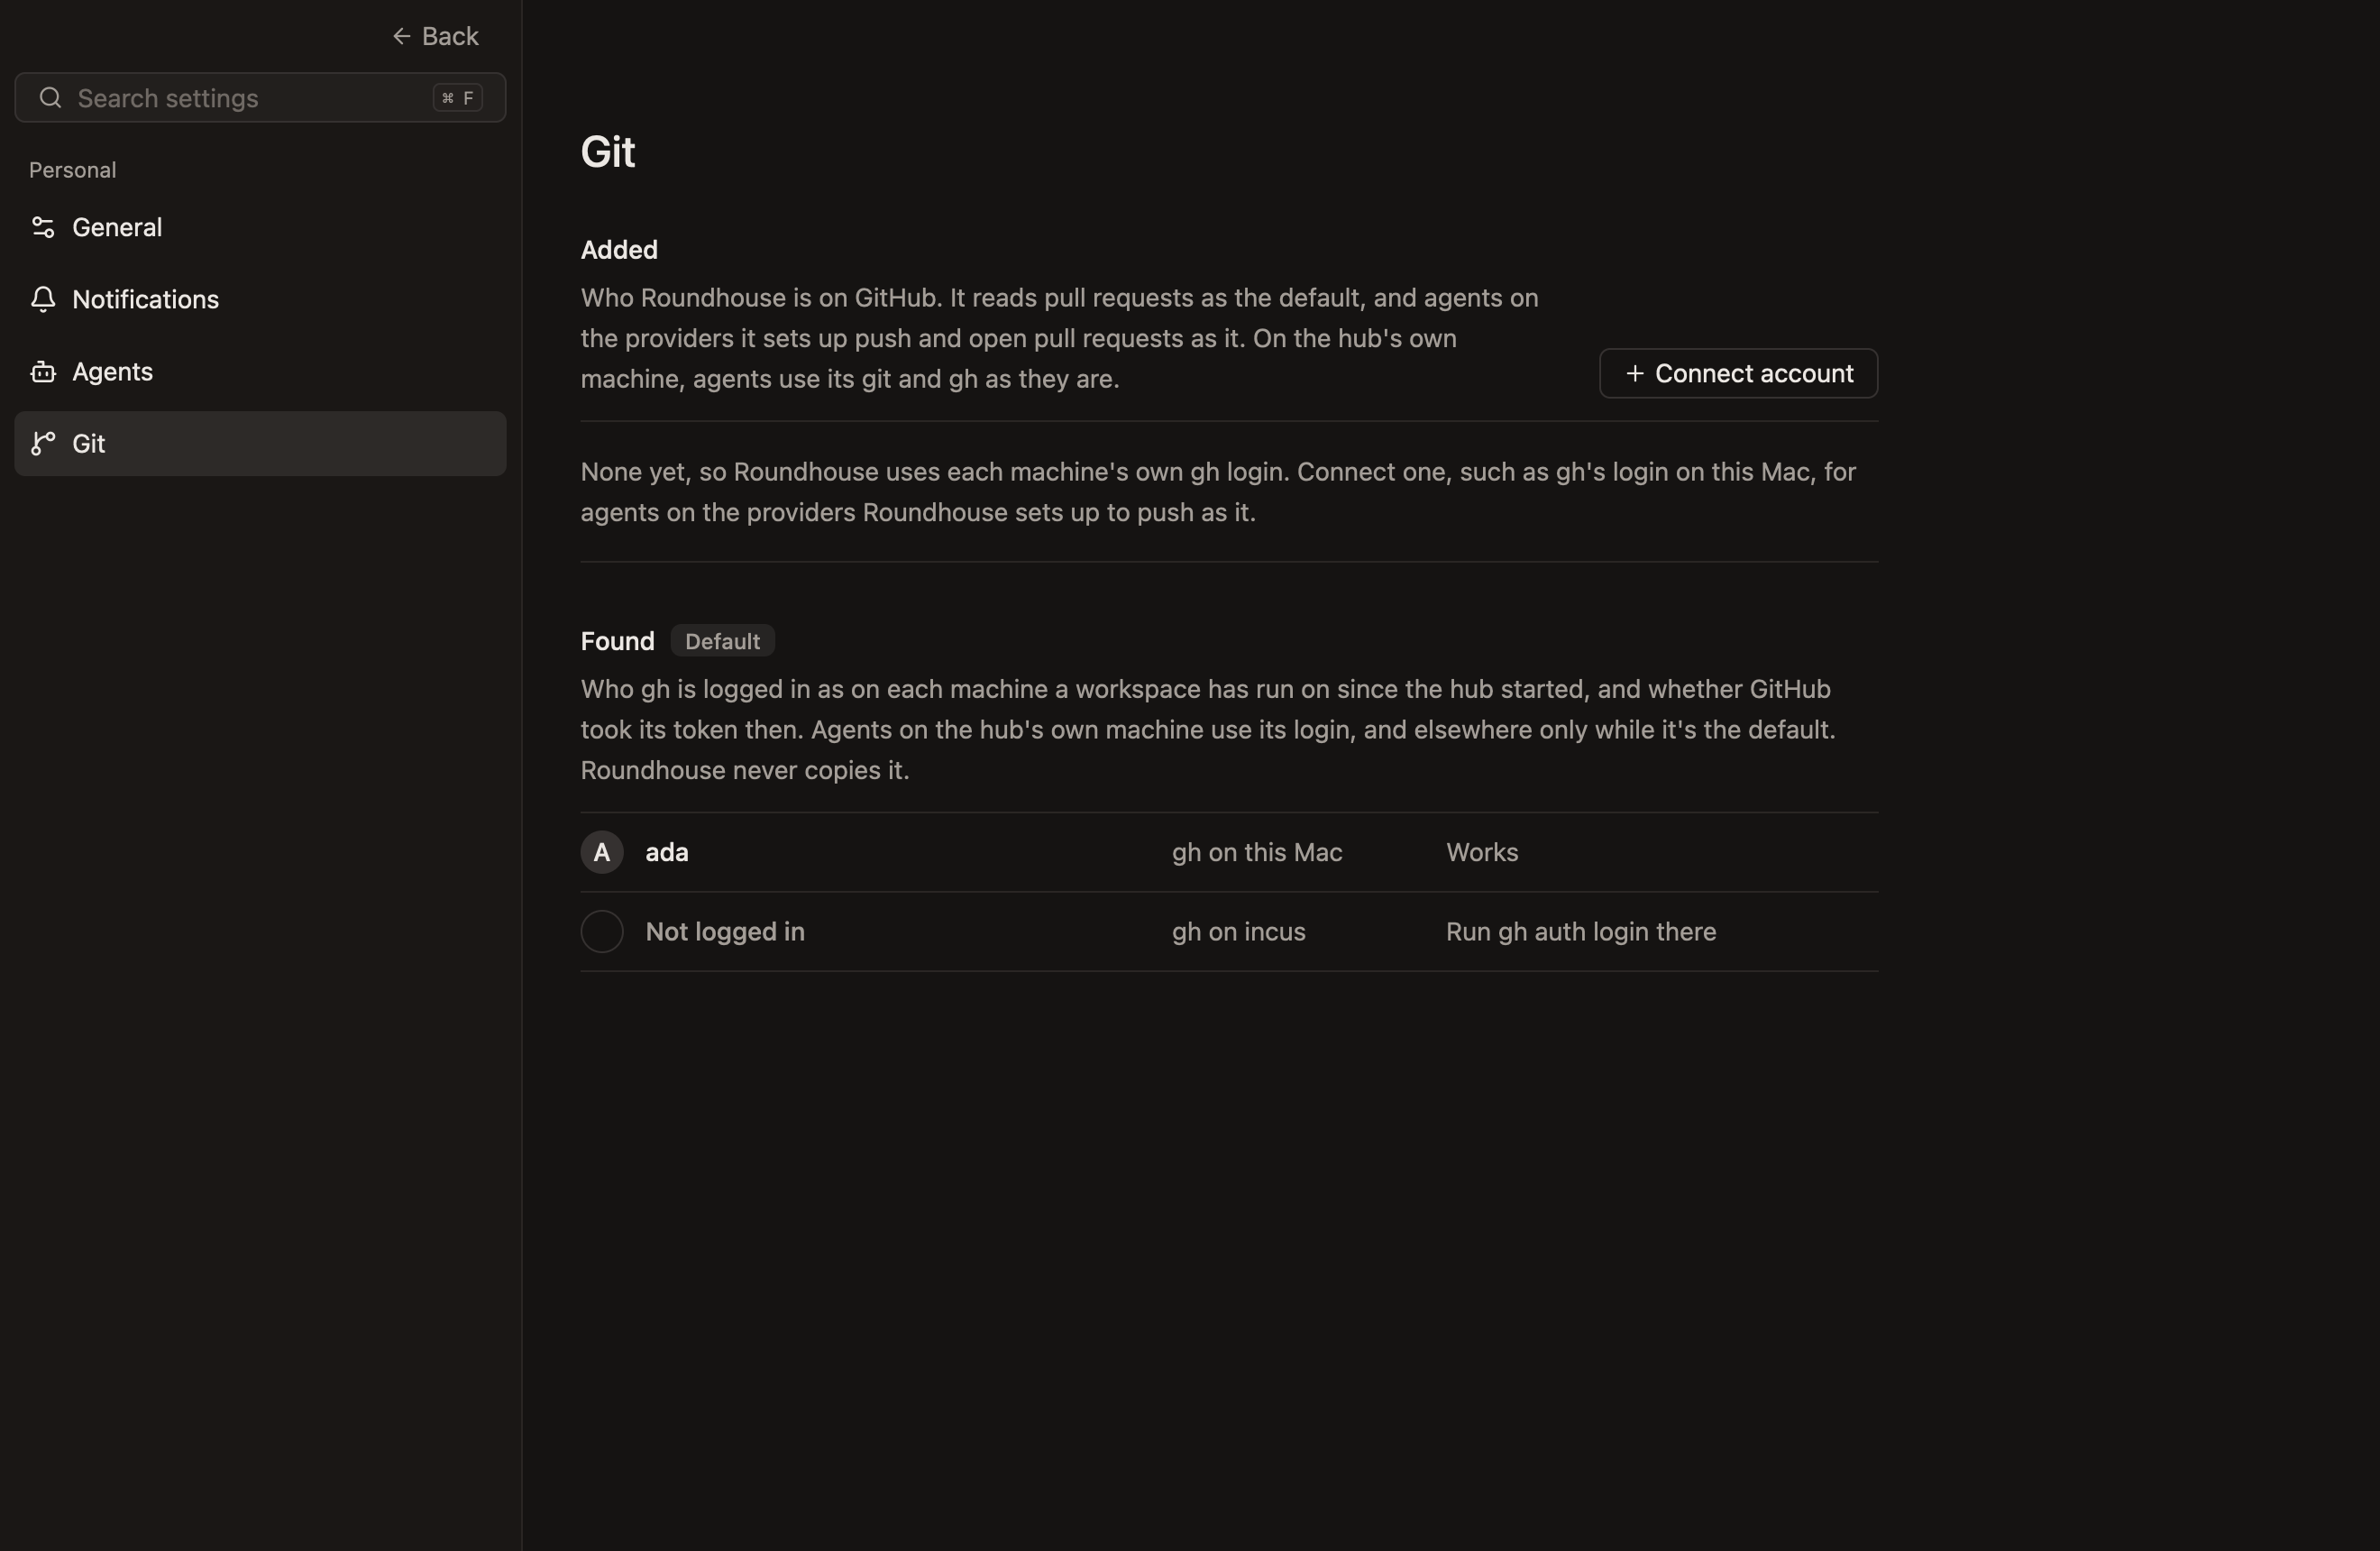 Back
Search settings
⌘ F
Personal
General
Notifications
Agents
Git
Git
Added
Who Roundhouse is on GitHub. It reads pull requests as the default, and agents on
the providers it sets up push and open pull requests as it. On the hub's own
machine, agents use its git and gh as they are.
+ Connect account
None yet, so Roundhouse uses each machine's own gh login. Connect one, such as gh's login on this Mac, for
agents on the providers Roundhouse sets up to push as it.
Found Default
Who gh is logged in as on each machine a workspace has run on since the hub started, and whether GitHub
took its token then. Agents on the hub's own machine use its login, and elsewhere only while it's the default.
Roundhouse never copies it.
A ada gh on this Mac Works
Not logged in gh on incus Run gh auth login there